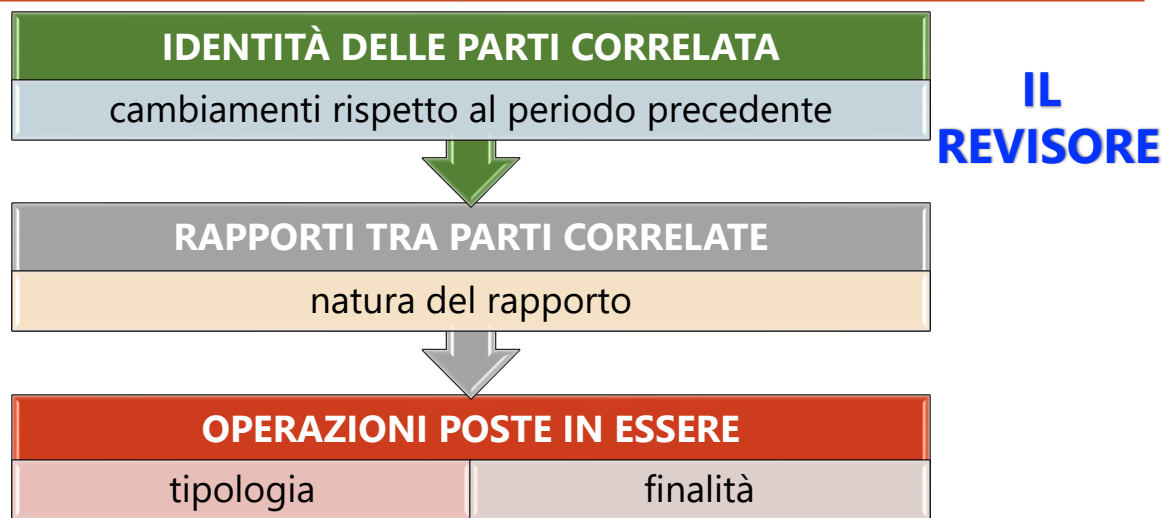 IDENTITÀ DELLE PARTI CORRELATA
cambiamenti rispetto al periodo precedente
IL
REVISORE
RAPPORTI TRA PARTI CORRELATE
natura del rapporto
OPERAZIONI POSTE IN ESSERE
tipologia
finalità